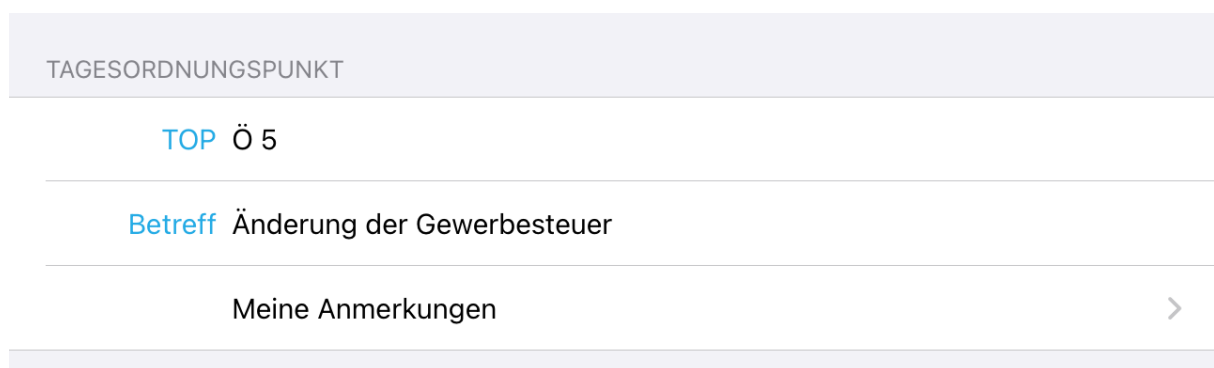 TAGESORDNUNGSPUNKT
TOP Ö 5
Betreff Änderung der Gewerbesteuer
Meine Anmerkungen